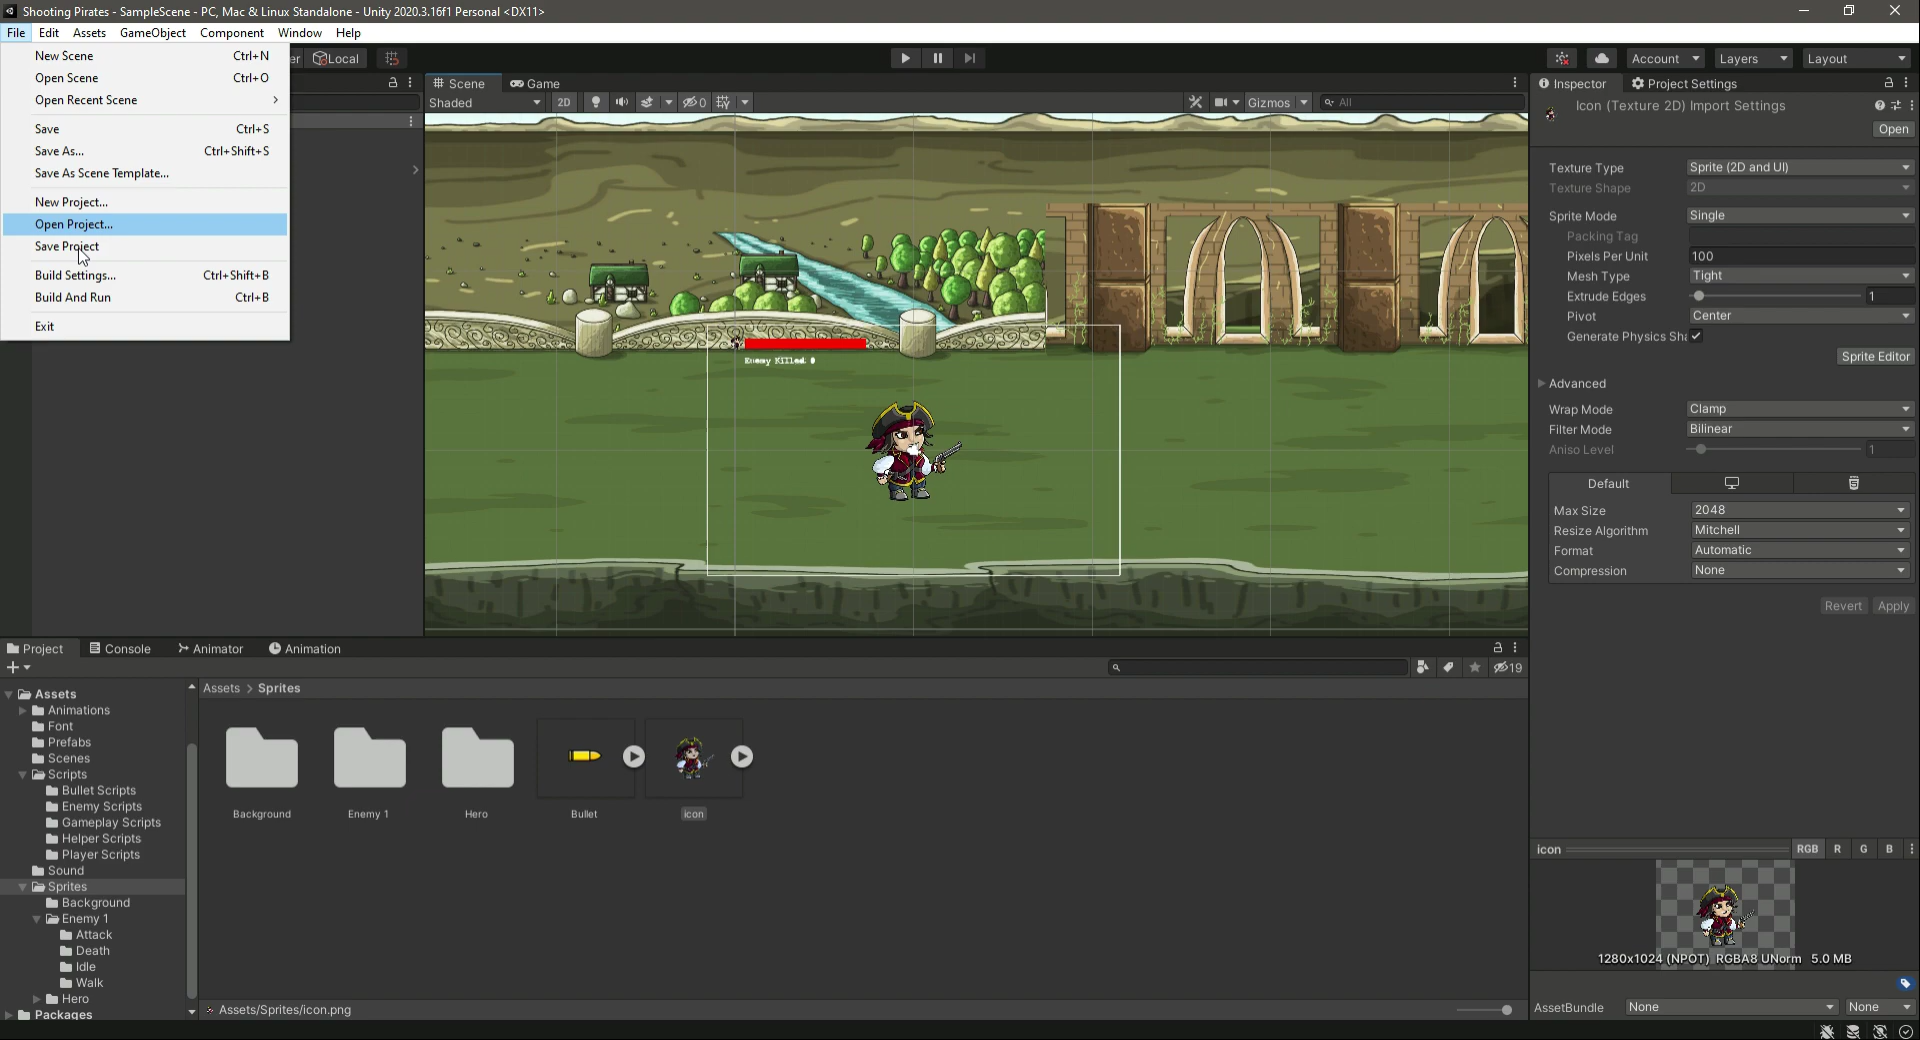 Shooting Pirates - SampleScene - PC, Mac & Linux Standalone - Unity 2020.3.16f1 Personal <DX11>
File Edit Assets GameObject Component Window Help
New Scene Ctrl+N
Open Scene Ctrl+O
Open Recent Scene
Save Ctrl+S
Save As... Ctrl+Shift+S
Save As Scene Template...
New Project...
Open Project...
Save Project
Build Settings... Ctrl+Shift+B
Build And Run Ctrl+B
Exit
er Local
Account Layers Layout
Scene Game
Shaded 2D 0 Gizmos All
Enemy Killed: 0
Inspector Project Settings
Icon (Texture 2D) Import Settings
Open
Texture Type Sprite (2D and UI)
Texture Shape 2D
Sprite Mode Single
Packing Tag
Pixels Per Unit 100
Mesh Type Tight
Extrude Edges 1
Pivot Center
Generate Physics Sha
Sprite Editor
Advanced
Wrap Mode Clamp
Filter Mode Bilinear
Aniso Level 1
Default
Max Size 2048
Resize Algorithm Mitchell
Format Automatic
Compression None
Revert Apply
Project Console Animator Animation
19
Assets
Animations
Font
Prefabs
Scenes
Scripts
Bullet Scripts
Enemy Scripts
Gameplay Scripts
Helper Scripts
Player Scripts
Sound
Sprites
Background
Enemy 1
Attack
Death
Idle
Walk
Hero
Packages
Assets > Sprites
Background Enemy 1 Hero Bullet icon
Assets/Sprites/icon.png
icon RGB R G B
1280x1024 (NPOT) RGBA8 UNorm 5.0 MB
AssetBundle None None